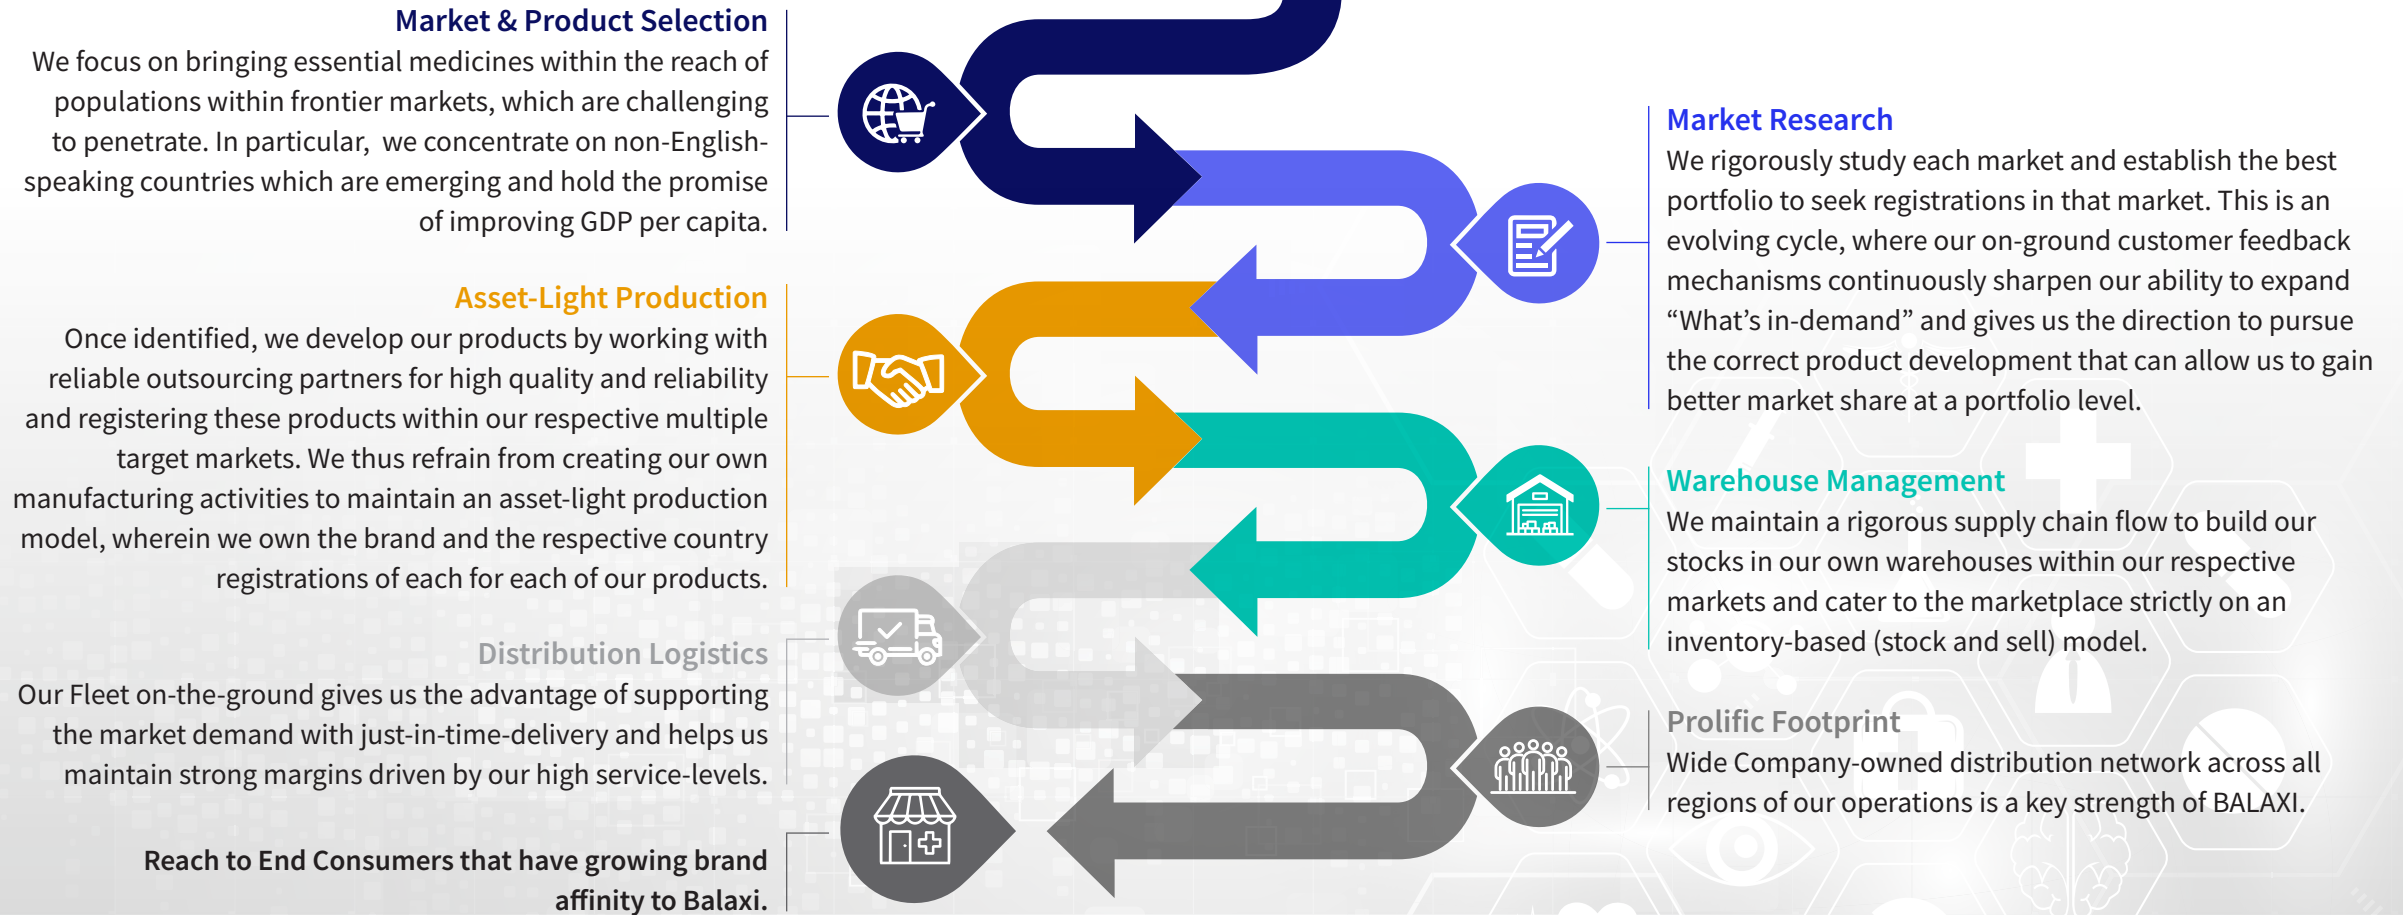 Market & Product Selection
We focus on bringing essential medicines within the reach of
populations within frontier markets, which are challenging
to penetrate. In particular, we concentrate on non-English-
speaking countries which are emerging and hold the promise
of improving GDP per capita.
Market Research
We rigorously study each market and establish the best
portfolio to seek registrations in that market. This is an
evolving cycle, where our on-ground customer feedback
mechanisms continuously sharpen our ability to expand
“What’s in-demand” and gives us the direction to pursue
the correct product development that can allow us to gain
better market share at a portfolio level.
Asset-Light Production
Once identified, we develop our products by working with
reliable outsourcing partners for high quality and reliability
and registering these products within our respective multiple
target markets. We thus refrain from creating our own
manufacturing activities to maintain an asset-light production
model, wherein we own the brand and the respective country
registrations of each for each of our products.
Warehouse Management
We maintain a rigorous supply chain flow to build our
stocks in our own warehouses within our respective
markets and cater to the marketplace strictly on an
inventory-based (stock and sell) model.
Distribution Logistics
Our Fleet on-the-ground gives us the advantage of supporting
the market demand with just-in-time-delivery and helps us
maintain strong margins driven by our high service-levels.
Prolific Footprint
Wide Company-owned distribution network across all
regions of our operations is a key strength of BALAXI.
Reach to End Consumers that have growing brand
affinity to Balaxi.